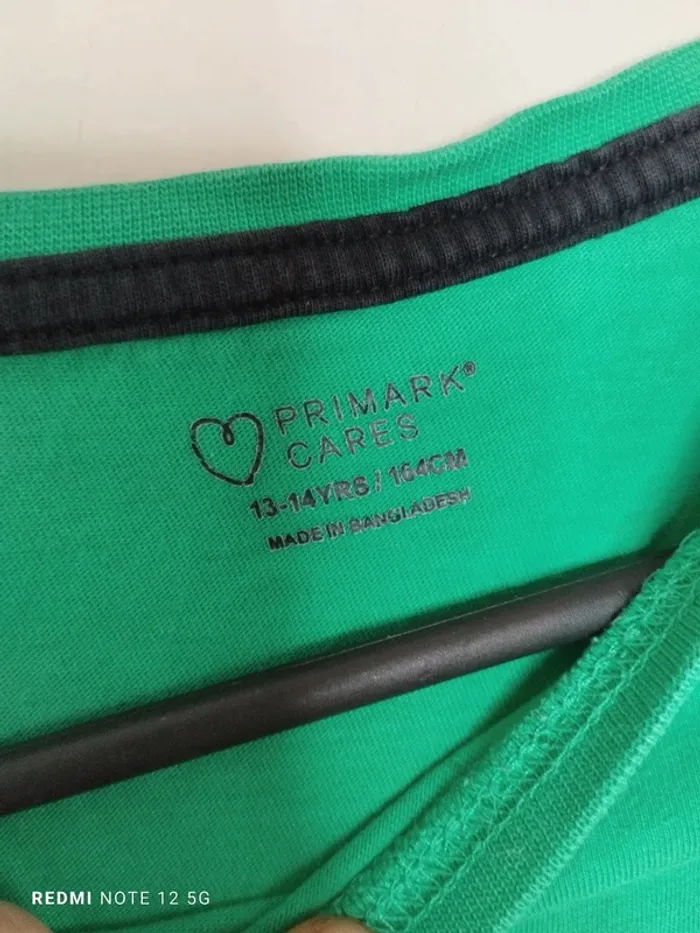 PRIMARK®
CARES
13-14YRS / 164CM
MADE IN BANGLADESH
REDMI NOTE 12 5G